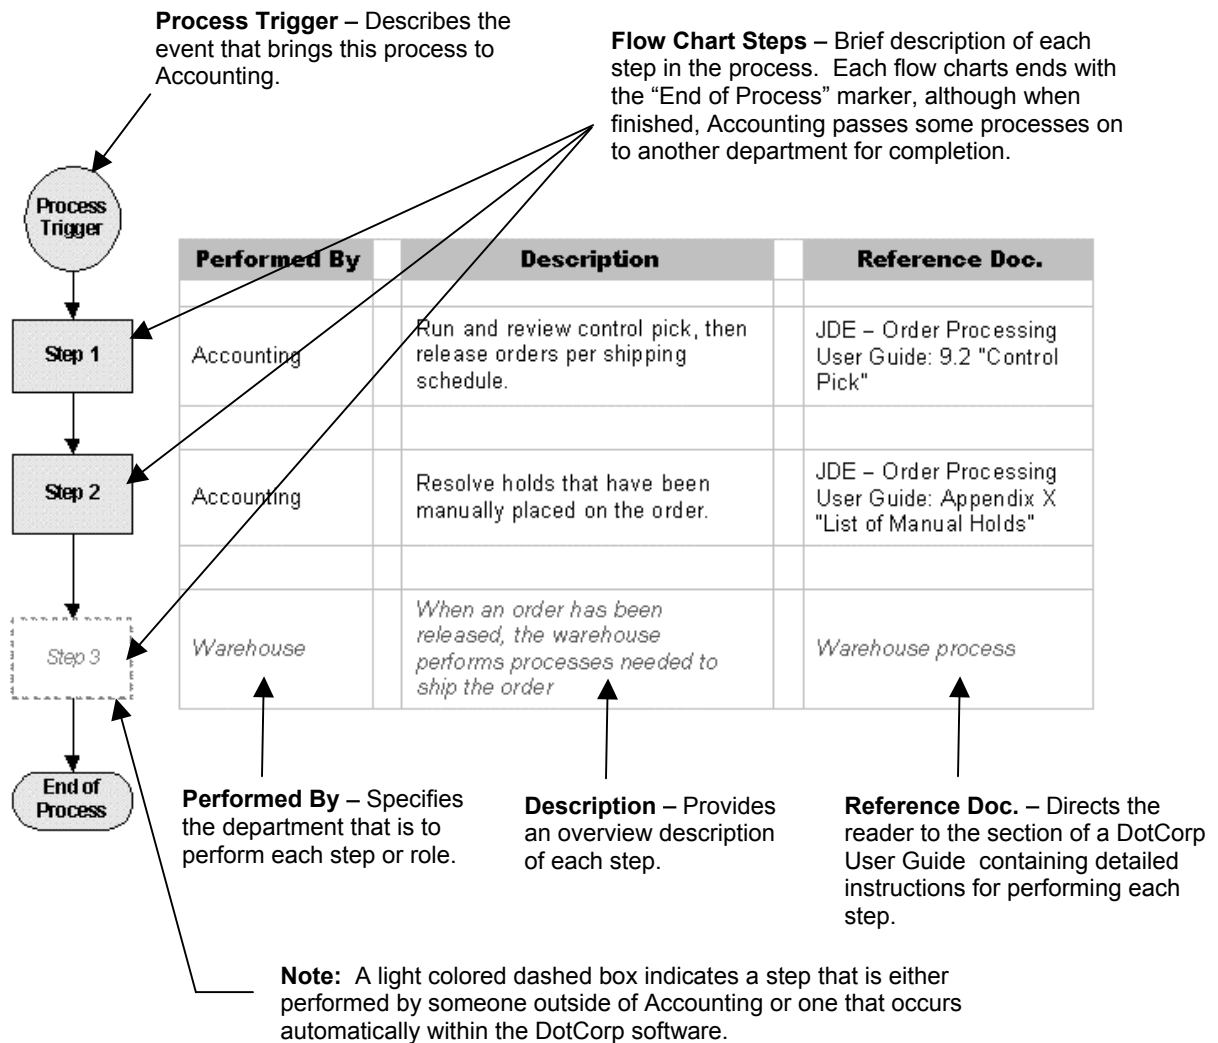 Process Trigger – Describes the
event that brings this process to
Accounting.
Flow Chart Steps – Brief description of each
step in the process.  Each flow charts ends with
the “End of Process” marker, although when
finished, Accounting passes some processes on
to another department for completion.
Process
Trigger
Performed By
Description
Reference Doc.
Step 1
Accounting
Run and review control pick, then
release orders per shipping
schedule.
JDE – Order Processing
User Guide: 9.2 "Control
Pick"
Step 2
Accounting
Resolve holds that have been
manually placed on the order.
JDE – Order Processing
User Guide: Appendix X
"List of Manual Holds"
Step 3
Warehouse
When an order has been
released, the warehouse
performs processes needed to
ship the order
Warehouse process
End of
Process
Performed By – Specifies
the department that is to
perform each step or role.
Description – Provides
an overview description
of each step.
Reference Doc. – Directs the
reader to the section of a DotCorp
User Guide  containing detailed
instructions for performing each
step.
Note:  A light colored dashed box indicates a step that is either
performed by someone outside of Accounting or one that occurs
automatically within the DotCorp software.